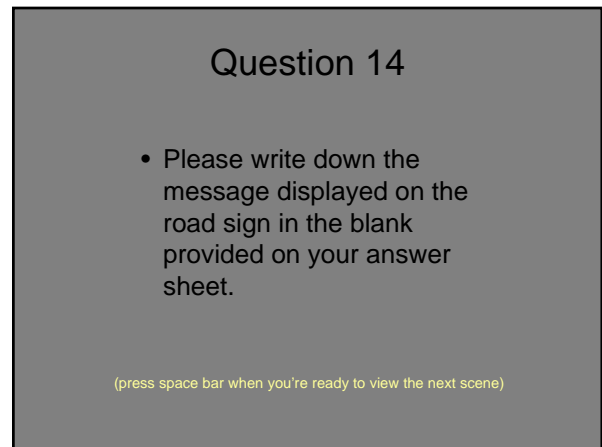 Question 14
• Please write down the
message displayed on the
road sign in the blank
provided on your answer
sheet.
(press space bar when you're ready to view the next scene)